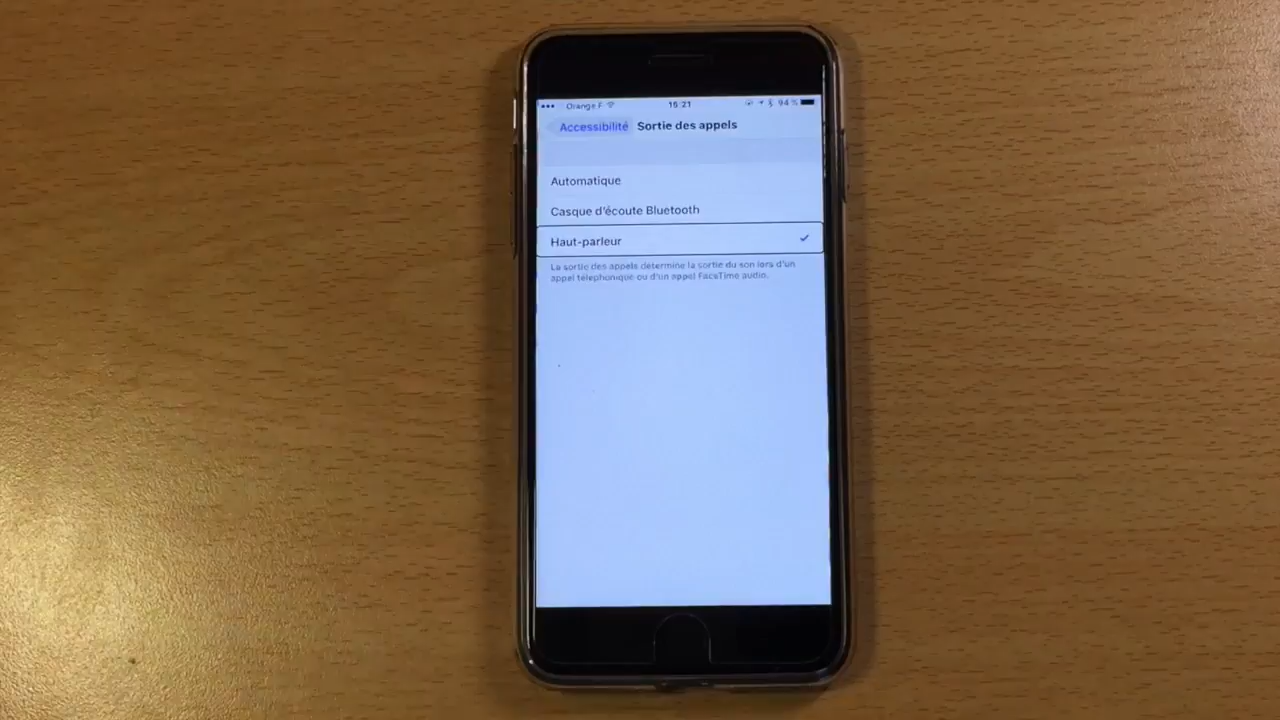 Orange F 16:21 94 %
Accessibilité Sortie des appels
Automatique
Casque d'écoute Bluetooth
Haut-parleur
La sortie des appels détermine la sortie du son lors d'un
appel téléphonique ou d'un appel FaceTime audio.